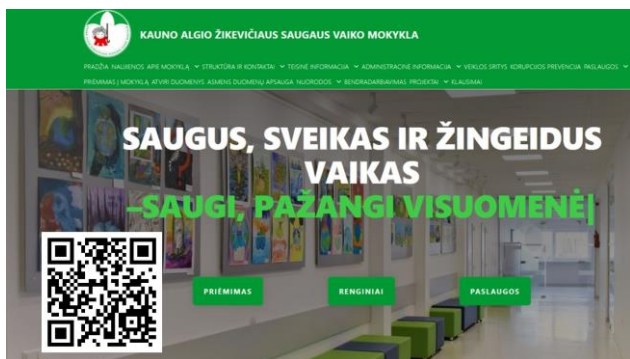 KAUNO ALGIO ŽIKEVIČIAUS SAUGAUS VAIKO MOKYKLA
PRADŽIA NAUJIENOS APIE MOKYKLĄ STRUKTŪRA IR KONTAKTAI TEISINĖ INFORMACIJA ADMINISTRACINĖ INFORMACIJA VEIKLOS SRITYS KORUPCIJOS PREVENCIJA PASLAUGOS
PRIĖMIMAS Į MOKYKLĄ ATVIRI DUOMENYS ASMENS DUOMENŲ APSAUGA NUORODOS BENDRADARBIAVIMAS PROJEKTAI KLAUSIMAI
SAUGUS, SVEIKAS IR ŽINGEIDUS
VAIKAS
–SAUGI, PAŽANGI VISUOMENĖ|
PRIĖMIMAS RENGINIAI PASLAUGOS